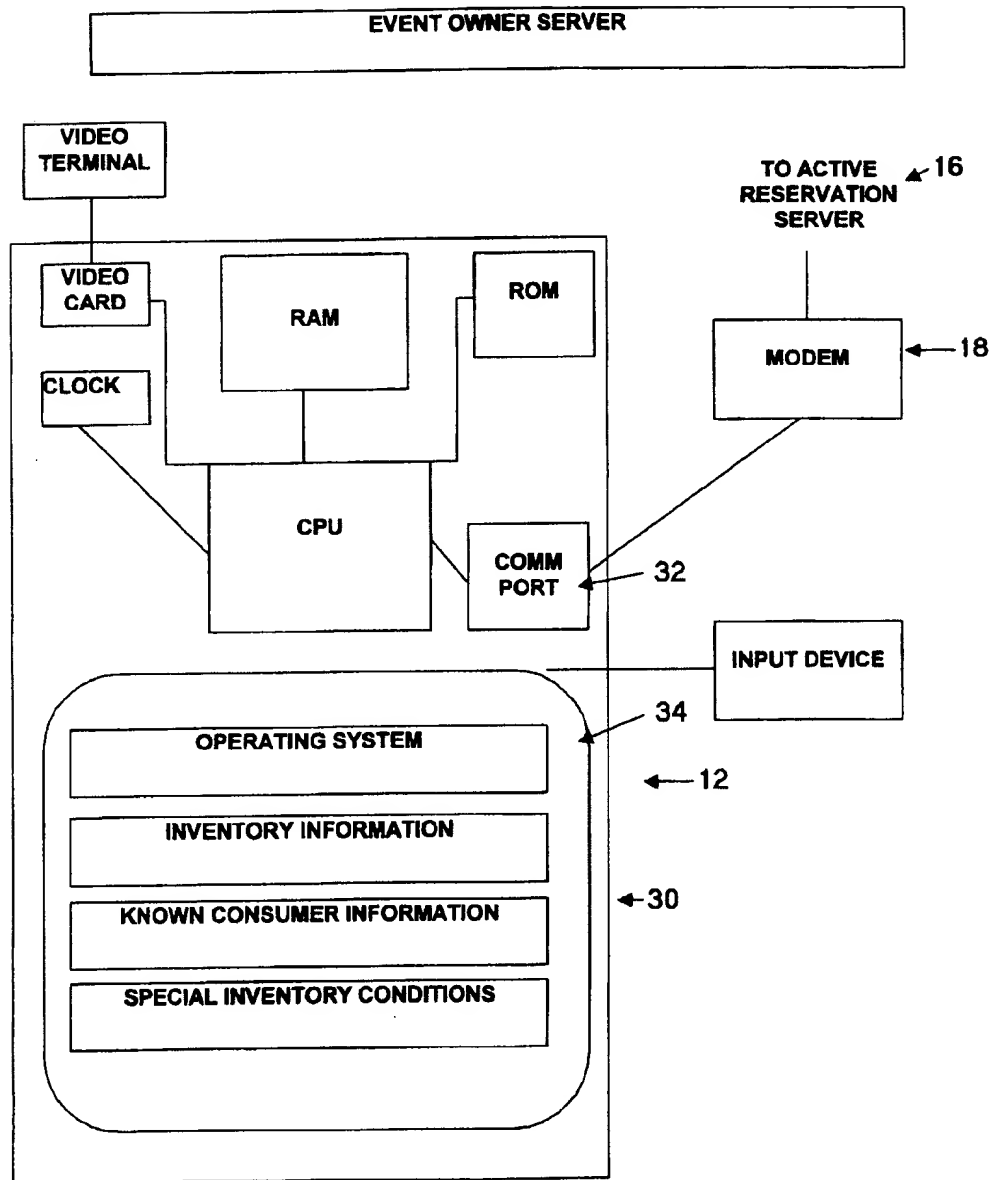 EVENT OWNER SERVER
VIDEO
TERMINAL
TO ACTIVE
RESERVATION
SERVER
16
VIDEO
CARD
RAM
ROM
MODEM
18
CLOCK
CPU
COMM
PORT
32
INPUT DEVICE
34
OPERATING SYSTEM
12
INVENTORY INFORMATION
30
KNOWN CONSUMER INFORMATION
SPECIAL INVENTORY CONDITIONS